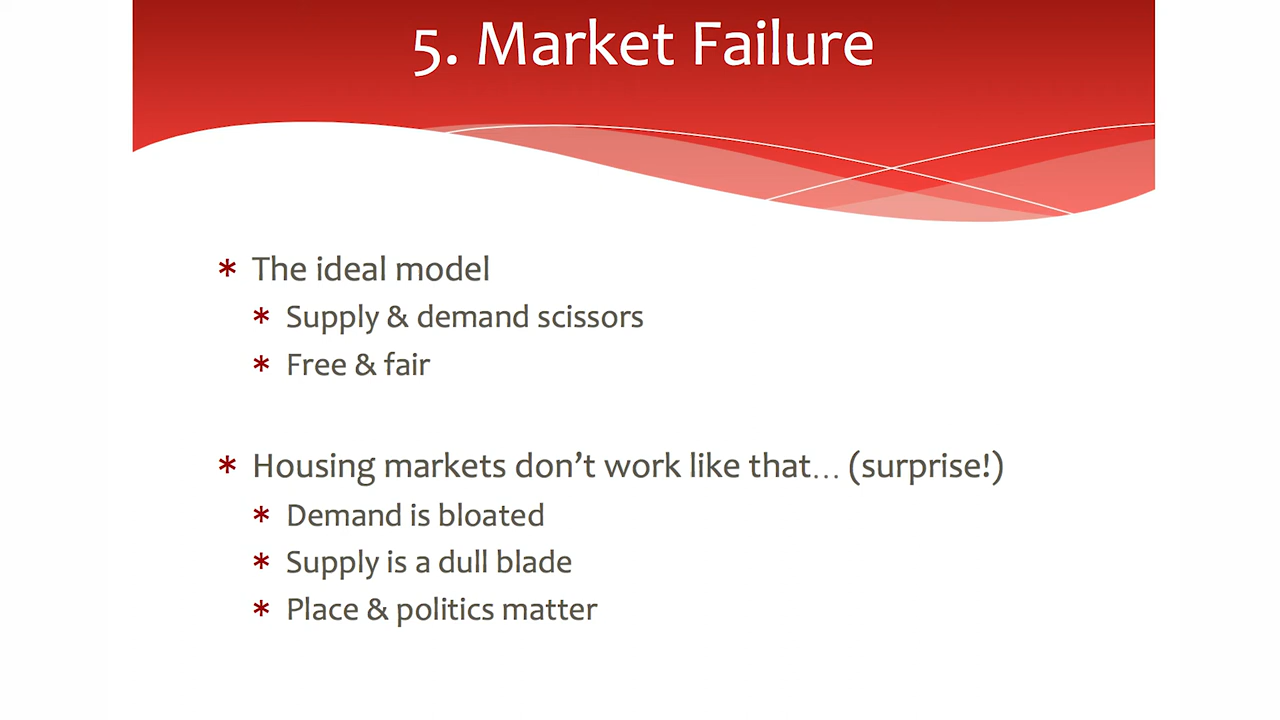 5. Market Failure
* The ideal model
* Supply & demand scissors
* Free & fair
* Housing markets don’t work like that… (surprise!)
* Demand is bloated
* Supply is a dull blade
* Place & politics matter